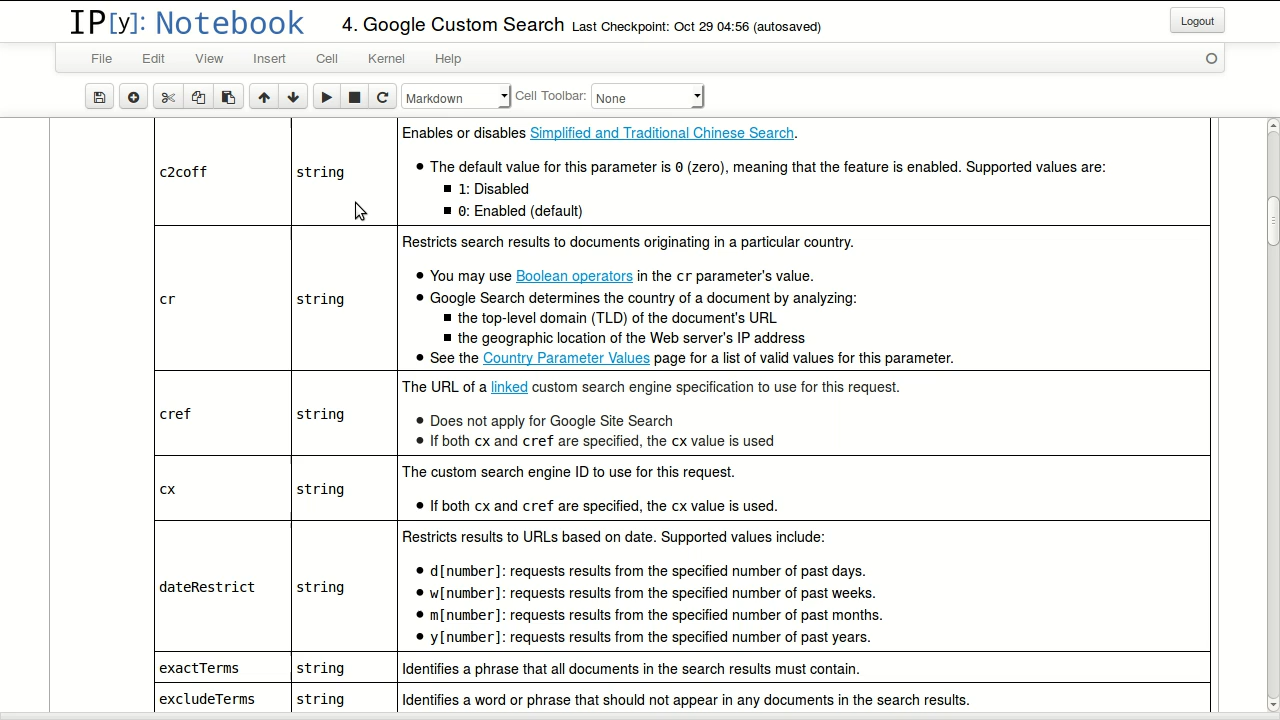 IP[y]: Notebook 4. Google Custom Search Last Checkpoint: Oct 29 04:56 (autosaved) Logout
File Edit View Insert Cell Kernel Help
Markdown Cell Toolbar: None
c2coff string Enables or disables Simplified and Traditional Chinese Search.
The default value for this parameter is 0 (zero), meaning that the feature is enabled. Supported values are:
1: Disabled
0: Enabled (default)
cr string Restricts search results to documents originating in a particular country.
You may use Boolean operators in the cr parameter's value.
Google Search determines the country of a document by analyzing:
the top-level domain (TLD) of the document's URL
the geographic location of the Web server's IP address
See the Country Parameter Values page for a list of valid values for this parameter.
cref string The URL of a linked custom search engine specification to use for this request.
Does not apply for Google Site Search
If both cx and cref are specified, the cx value is used
cx string The custom search engine ID to use for this request.
If both cx and cref are specified, the cx value is used.
dateRestrict string Restricts results to URLs based on date. Supported values include:
d[number]: requests results from the specified number of past days.
w[number]: requests results from the specified number of past weeks.
m[number]: requests results from the specified number of past months.
y[number]: requests results from the specified number of past years.
exactTerms string Identifies a phrase that all documents in the search results must contain.
excludeTerms string Identifies a word or phrase that should not appear in any documents in the search results.